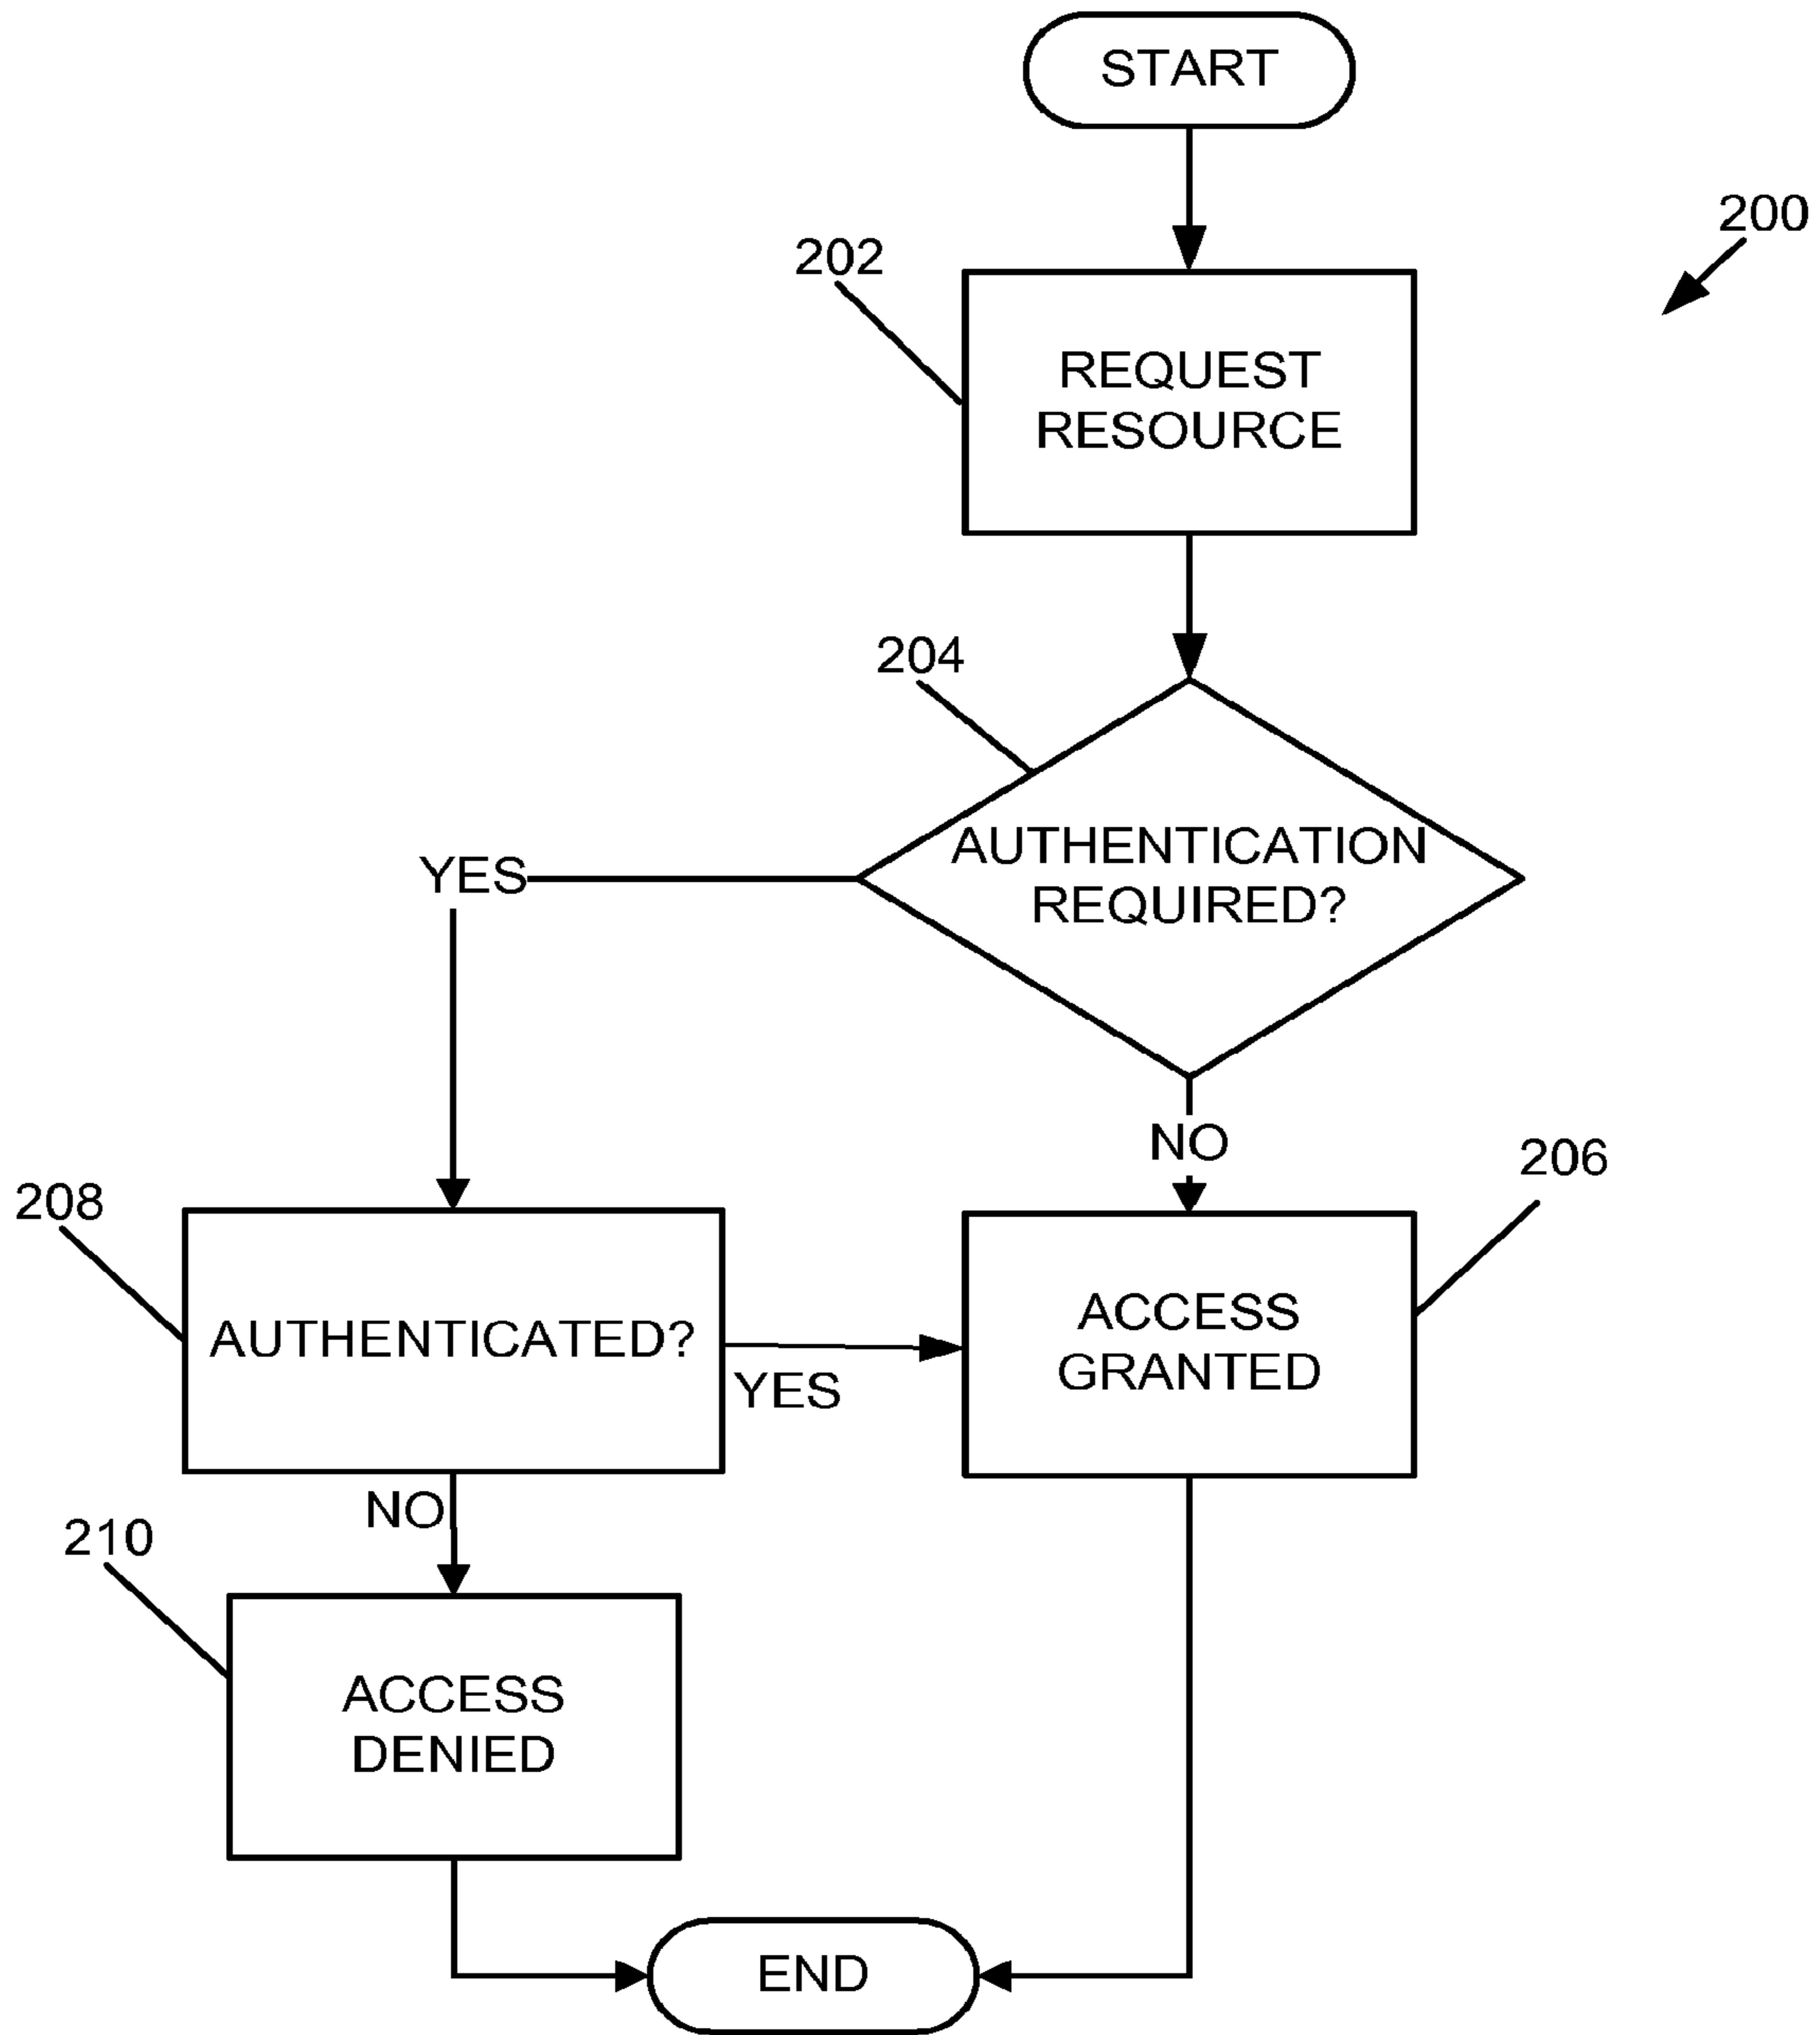 START
200
202
REQUEST
RESOURCE
204
AUTHENTICATION
REQUIRED?
YES
NO
206
208
AUTHENTICATED?
YES
ACCESS
GRANTED
NO
210
ACCESS
DENIED
END